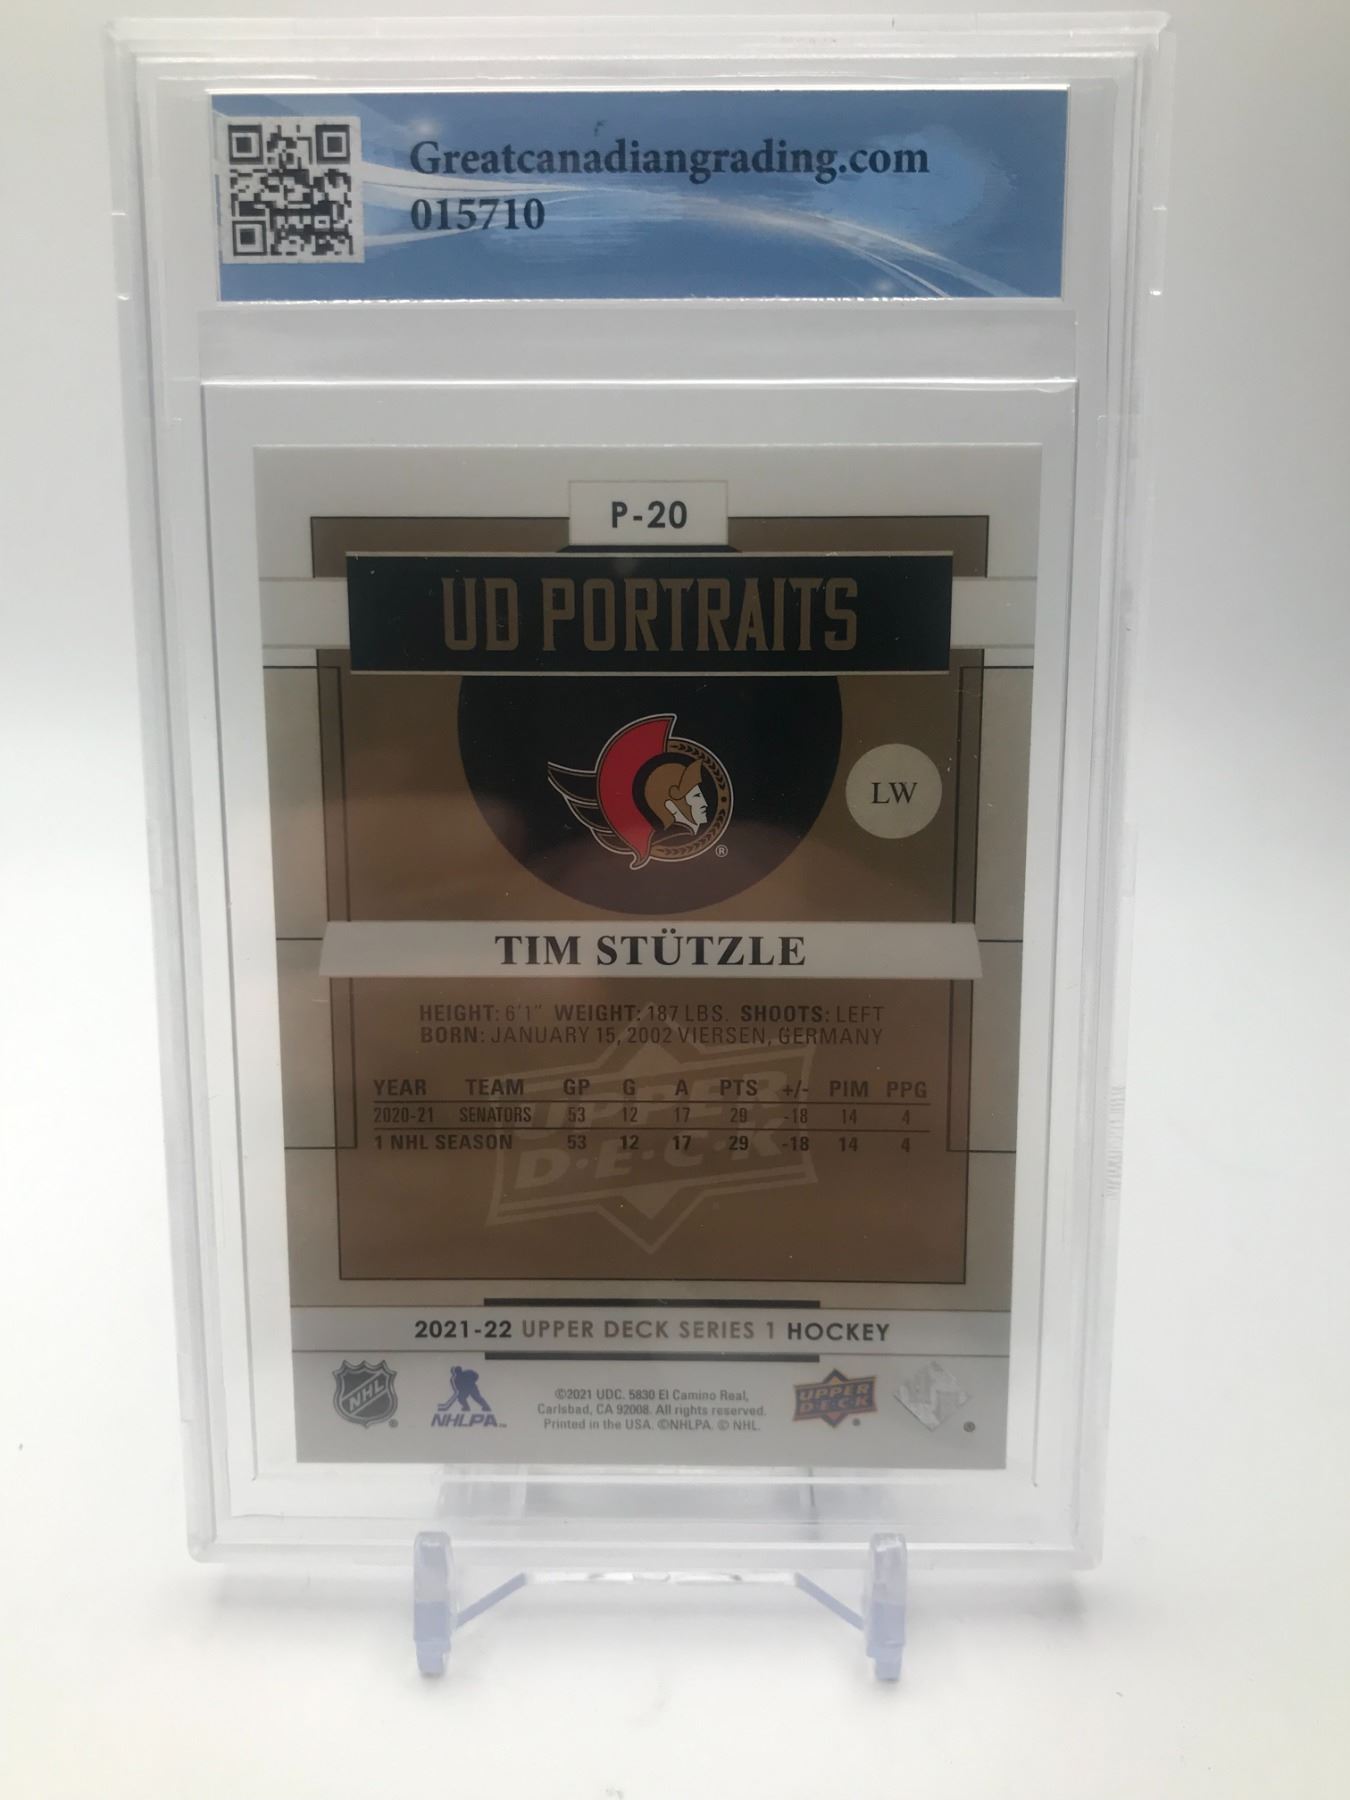 Greatcanadiangrading.com
015710
P-20
UD PORTRAITS
LW
®
TIM STÜTZLE
HEIGHT: 6'1" WEIGHT: 187 LBS. SHOOTS: LEFT
BORN: JANUARY 15, 2002 VIERSEN, GERMANY
YEAR TEAM GP G A PTS +/- PIM PPG
2020-21 SENATORS 53 12 17 29 -18 14 4
1 NHL SEASON 53 12 17 29 -18 14 4
UPPER
D·E·C·K
2021-22 UPPER DECK SERIES 1 HOCKEY
NHL ®
NHLPA™
©2021 UDC. 5830 El Camino Real,
Carlsbad, CA 92008. All rights reserved.
Printed in the USA. ©NHLPA. © NHL.
UPPER
D·E·C·K ®
®